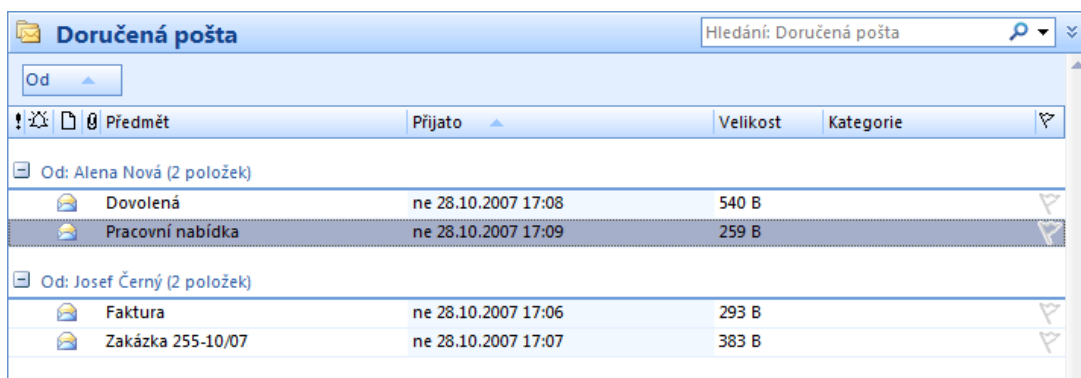 Doručená pošta Hledání: Doručená pošta
Od
! Předmět Přijato Velikost Kategorie
Od: Alena Nová (2 položek)
Dovolená ne 28.10.2007 17:08 540 B
Pracovní nabídka ne 28.10.2007 17:09 259 B
Od: Josef Černý (2 položek)
Faktura ne 28.10.2007 17:06 293 B
Zakázka 255-10/07 ne 28.10.2007 17:07 383 B